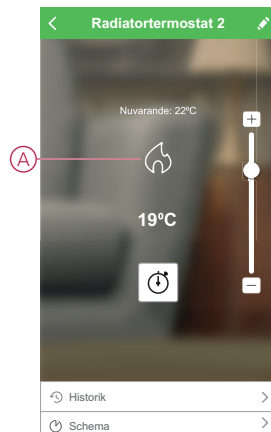 Radiatortermostat 2
Nuvarande: 22ºC
A
19ºC
Historik
Schema